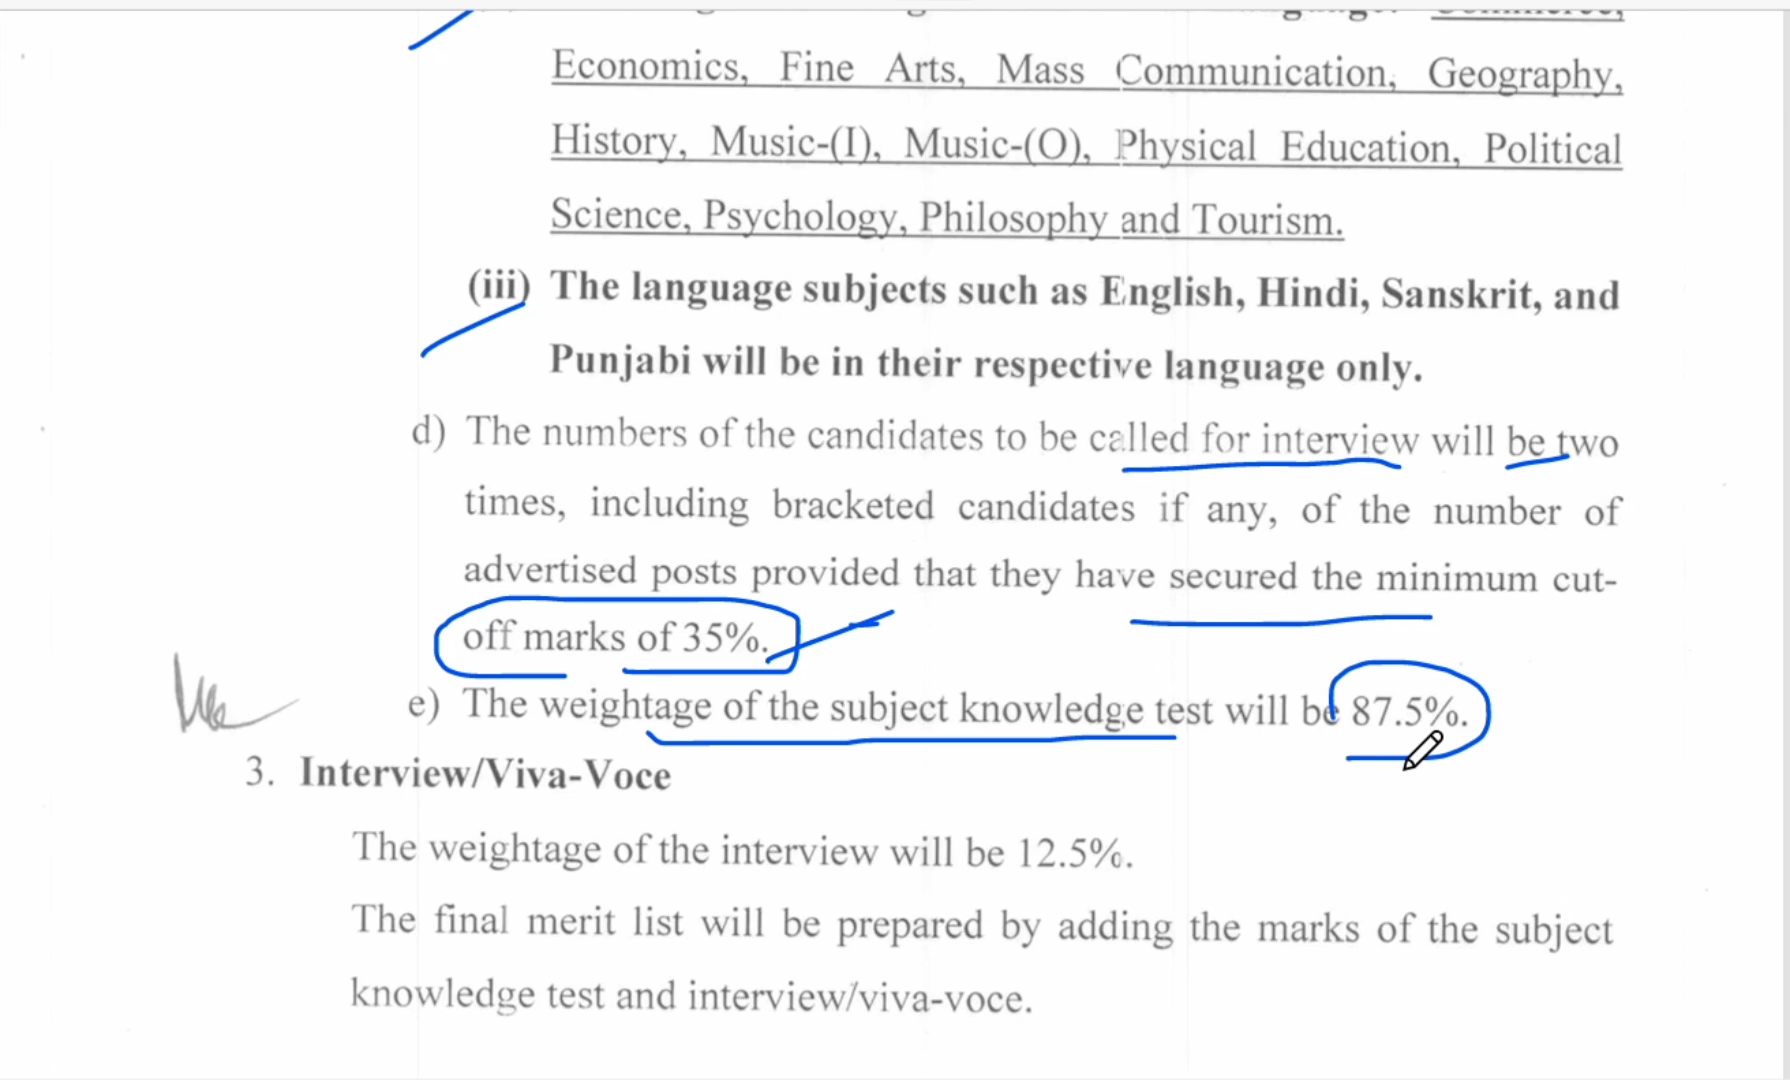 Economics, Fine Arts, Mass Communication, Geography,
History, Music-(I), Music-(O), Physical Education, Political
Science, Psychology, Philosophy and Tourism.
(iii) The language subjects such as English, Hindi, Sanskrit, and
Punjabi will be in their respective language only.
d) The numbers of the candidates to be called for interview will be two
times, including bracketed candidates if any, of the number of
advertised posts provided that they have secured the minimum cut-
off marks of 35%.
e) The weightage of the subject knowledge test will be 87.5%.
3. Interview/Viva-Voce
The weightage of the interview will be 12.5%.
The final merit list will be prepared by adding the marks of the subject
knowledge test and interview/viva-voce.